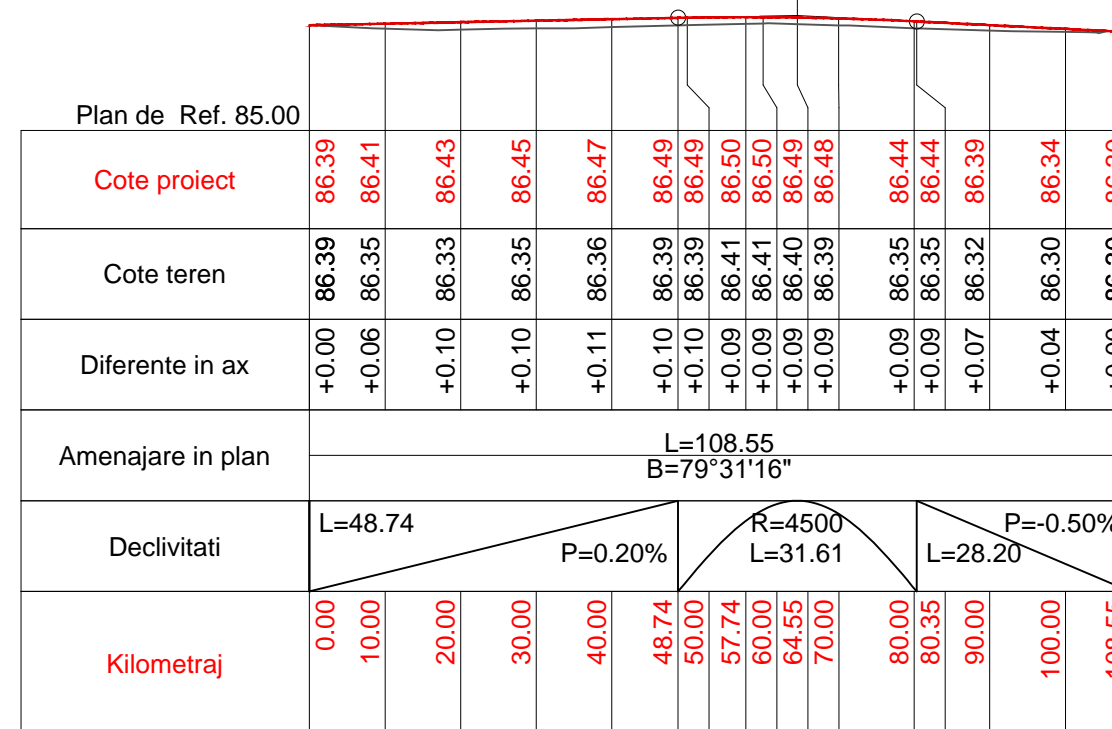 Plan de Ref. 85.00
Cote proiect 86.39 86.41 86.43 86.45 86.47 86.49 86.49 86.50 86.50 86.49 86.48 86.44 86.44 86.39 86.34
Cote teren 86.39 86.35 86.33 86.35 86.36 86.39 86.39 86.41 86.41 86.40 86.39 86.35 86.35 86.32 86.30
Diferente in ax +0.00 +0.06 +0.10 +0.10 +0.11 +0.10 +0.10 +0.09 +0.09 +0.09 +0.09 +0.09 +0.09 +0.07 +0.04
Amenajare in plan
L=108.55
B=79°31'16"
Declivitati
L=48.74
P=0.20%
R=4500
L=31.61
P=-0.50%
L=28.20
Kilometraj 0.00 10.00 20.00 30.00 40.00 48.74 50.00 57.74 60.00 64.55 70.00 80.00 80.35 90.00 100.00